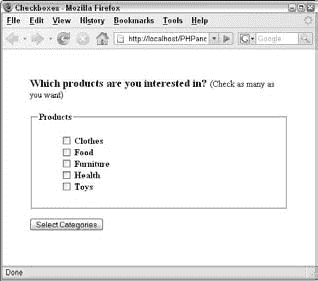 Checkboxes - Mozilla Firefox
File Edit View History Bookmarks Tools Help
http://localhost/PHPand Google
Which products are you interested in? (Check as many as
you want)
Products
Clothes
Food
Furniture
Health
Toys
Select Categories
Done